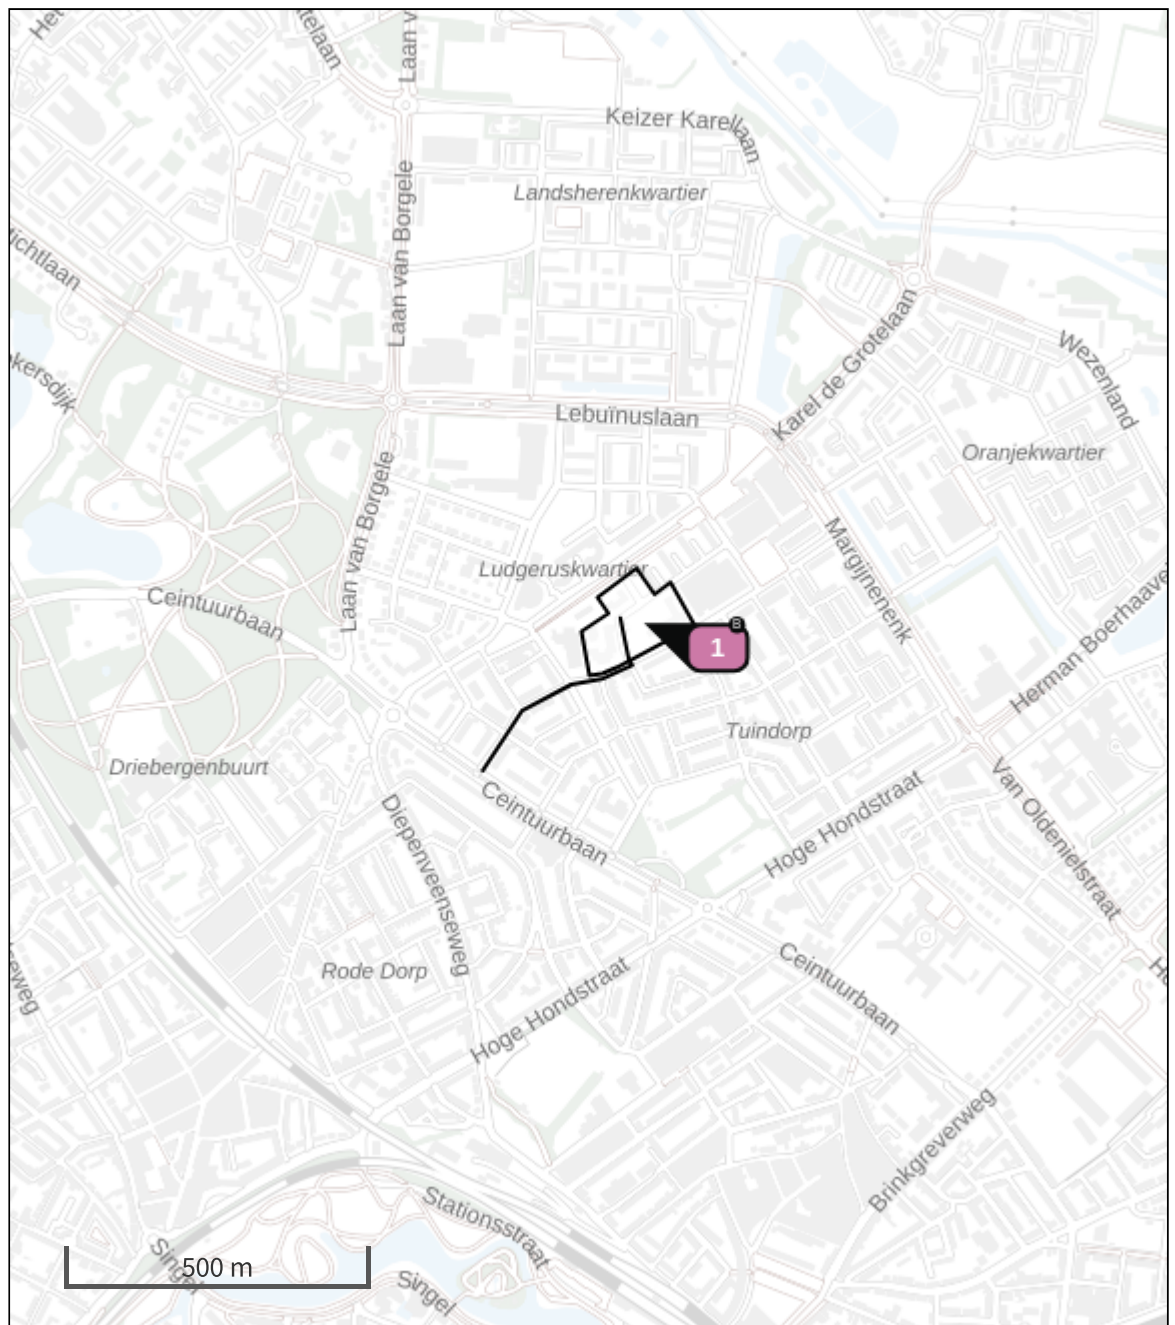 Laan v
Keizer Karellaan
Landsherenkwartier
Laan van Borgele
Wezenland
Karel de Grotelaan
Lebuïnuslaan
Oranjekwartier
Laan van Borgele
Margijnenenk
Ludgeruskwartier
Ceintuurbaan
Herman Boerhaave
B
1
Tuindorp
Driebergenbuurt
Ceintuurbaan
Hoge Hondstraat
Van Oldenielstraat
Diepenveenseweg
Rode Dorp
Ceintuurbaan
Hoge Hondstraat
Brinkgreverweg
Stationsstraat
Singel
500 m
Singel